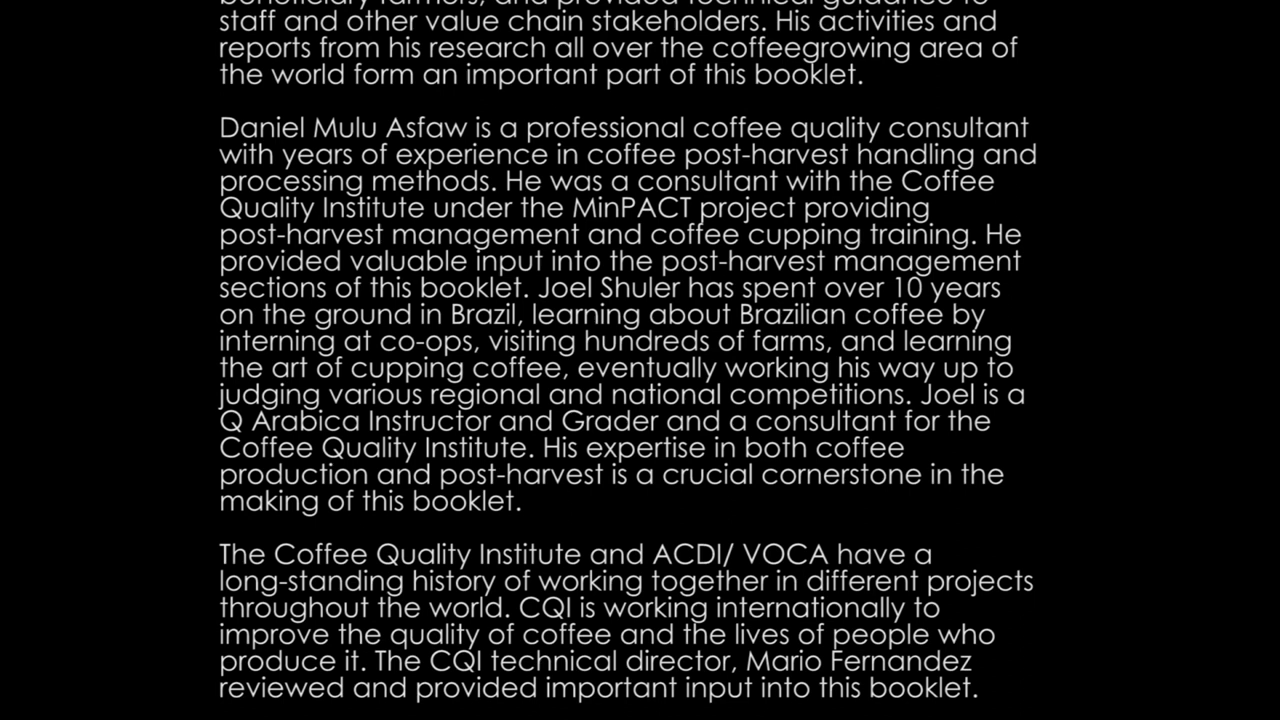 beneficiary farmers, and provided technical guidance to
staff and other value chain stakeholders. His activities and
reports from his research all over the coffeegrowing area of
the world form an important part of this booklet.
Daniel Mulu Asfaw is a professional coffee quality consultant
with years of experience in coffee post-harvest handling and
processing methods. He was a consultant with the Coffee
Quality Institute under the MinPACT project providing
post-harvest management and coffee cupping training. He
provided valuable input into the post-harvest management
sections of this booklet. Joel Shuler has spent over 10 years
on the ground in Brazil, learning about Brazilian coffee by
interning at co-ops, visiting hundreds of farms, and learning
the art of cupping coffee, eventually working his way up to
judging various regional and national competitions. Joel is a
Q Arabica Instructor and Grader and a consultant for the
Coffee Quality Institute. His expertise in both coffee
production and post-harvest is a crucial cornerstone in the
making of this booklet.
The Coffee Quality Institute and ACDI/ VOCA have a
long-standing history of working together in different projects
throughout the world. CQI is working internationally to
improve the quality of coffee and the lives of people who
produce it. The CQI technical director, Mario Fernandez
reviewed and provided important input into this booklet.